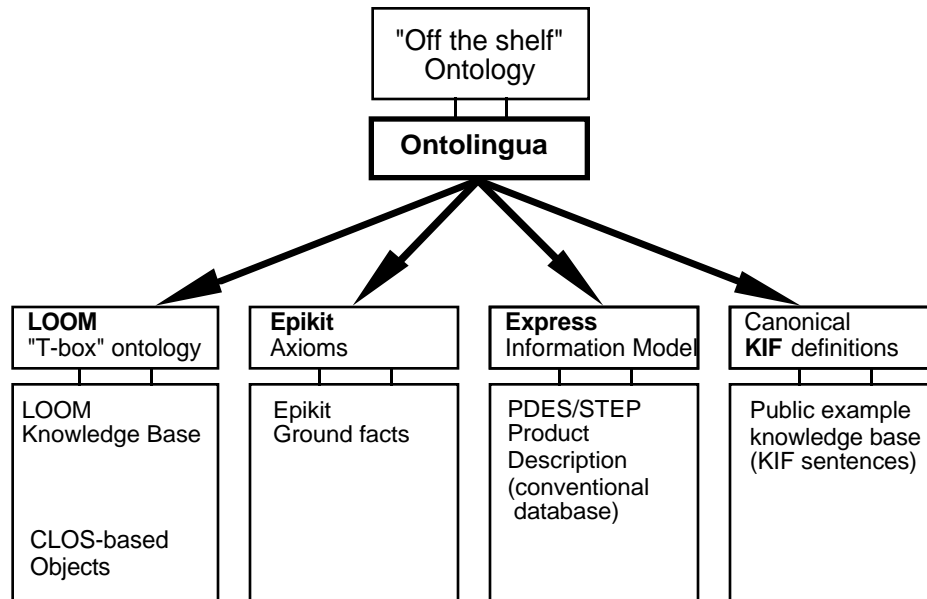 "Off the shelf"
Ontology
Ontolingua
LOOM
"T-box" ontology
LOOM
Knowledge Base
CLOS-based
Objects
Epikit
Axioms
Epikit
Ground facts
Express
Information Model
PDES/STEP
Product
Description
(conventional
database)
Canonical
KIF definitions
Public example
knowledge base
(KIF sentences)